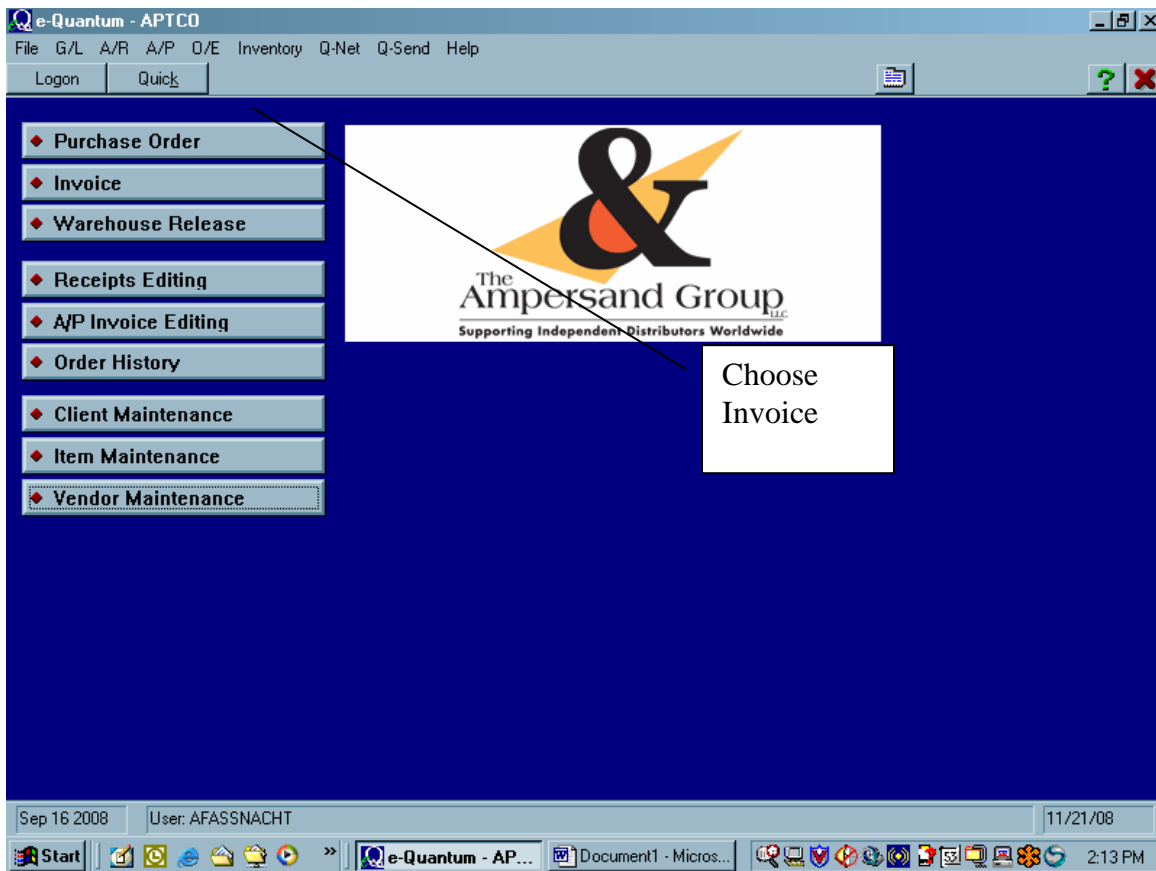 e-Quantum - APTCO
File G/L A/R A/P O/E Inventory Q-Net Q-Send Help
Logon Quick
Purchase Order
Invoice
Warehouse Release
Receipts Editing
A/P Invoice Editing
Order History
Client Maintenance
Item Maintenance
Vendor Maintenance
&
The
Ampersand Group
LLC
Supporting Independent Distributors Worldwide
Choose
Invoice
Sep 16 2008 User: AFASSNACHT 11/21/08
Start » e-Quantum - AP... Document1 - Micros... 2:13 PM